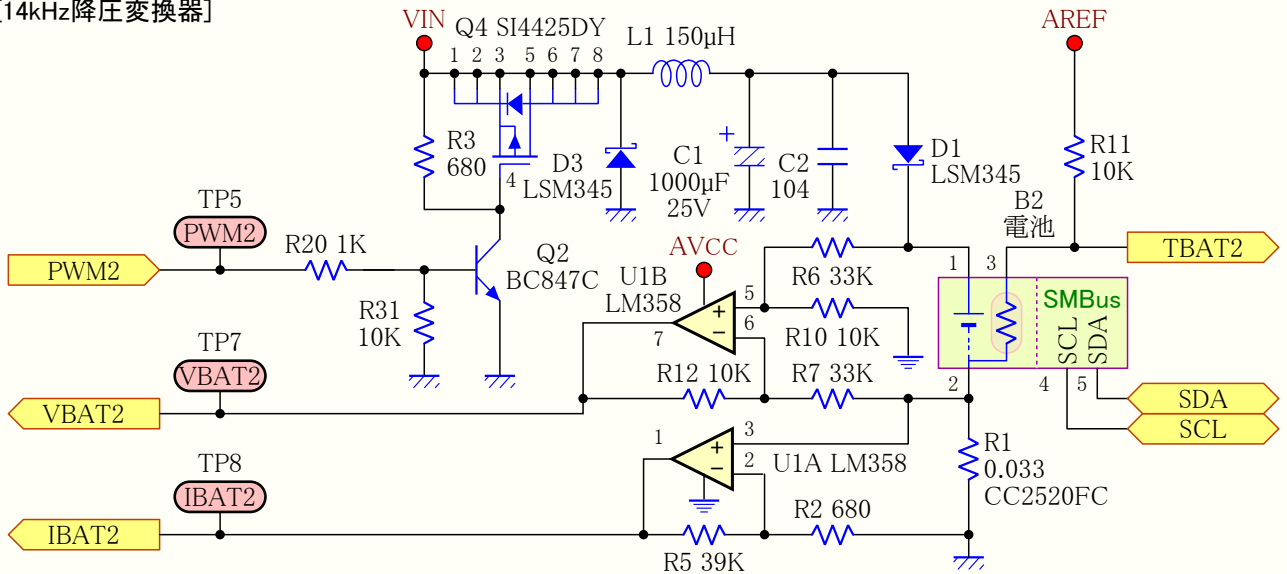 [14kHz降圧変換器]
VIN
Q4 SI4425DY
L1 150µH
AREF
1 2 3 5 6 7 8
R3
680
4
D3
LSM345
C1
1000µF
25V
+
C2
104
D1
LSM345
R11
10K
B2
電池
TP5
PWM2
PWM2
R20 1K
Q2
BC847C
R31
10K
AVCC
U1B
LM358
R6 33K
R10 10K
5
6
7
+
−
1
3
TBAT2
SMBus
SCL
SDA
2
4
5
SDA
SCL
TP7
VBAT2
VBAT2
R12 10K
R7 33K
1
3
2
+
−
U1A LM358
R1
0.033
CC2520FC
TP8
IBAT2
IBAT2
R2 680
R5 39K